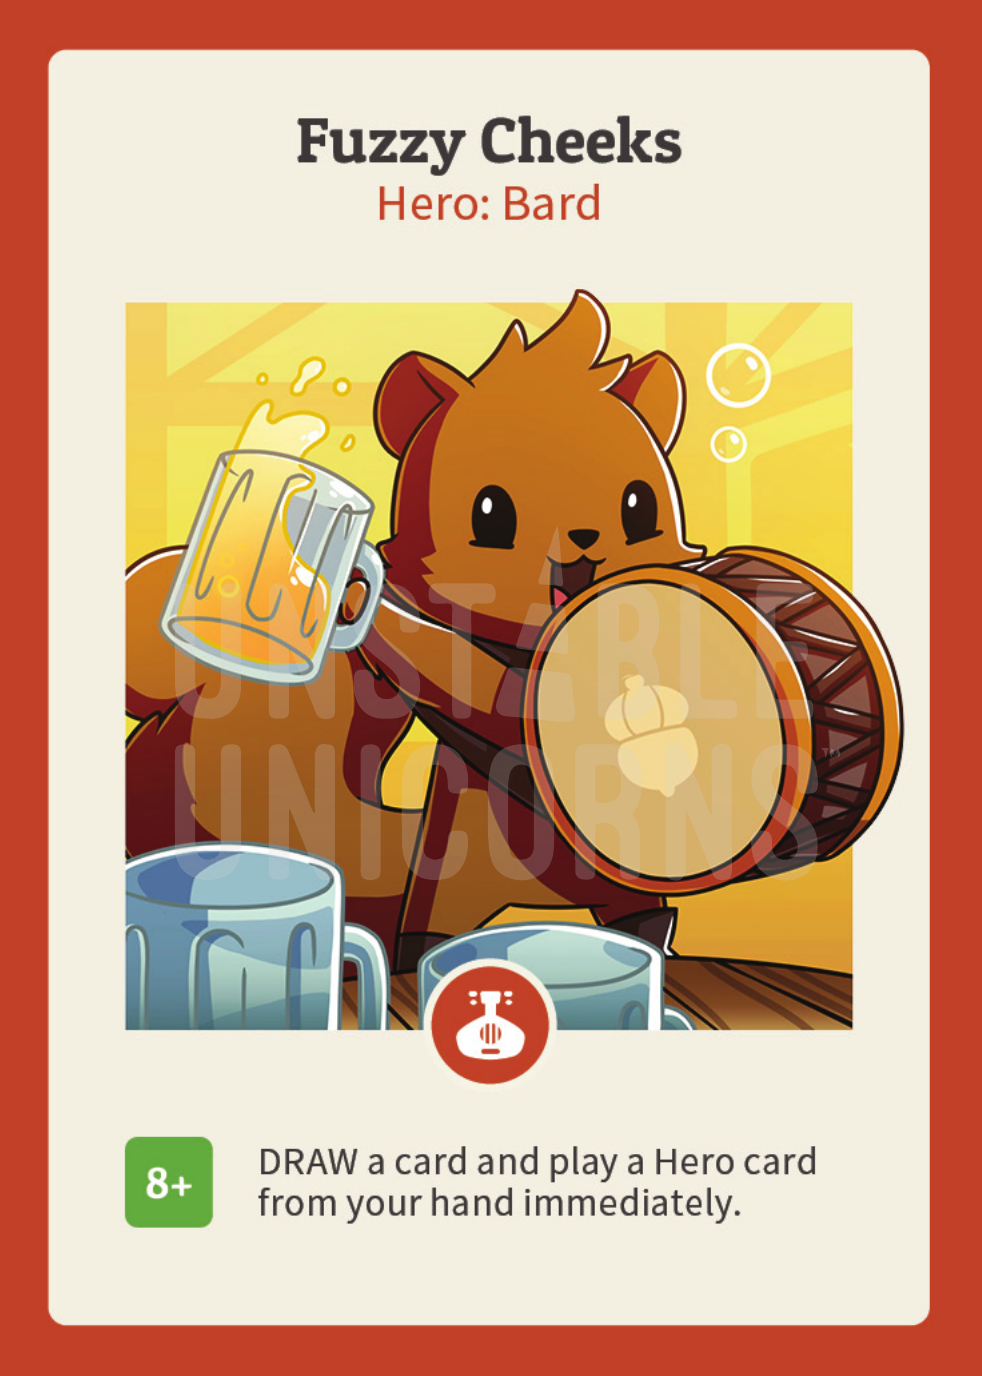 Fuzzy Cheeks
Hero: Bard
UNSTABLE
UNICORNS™
8+
DRAW a card and play a Hero card
from your hand immediately.